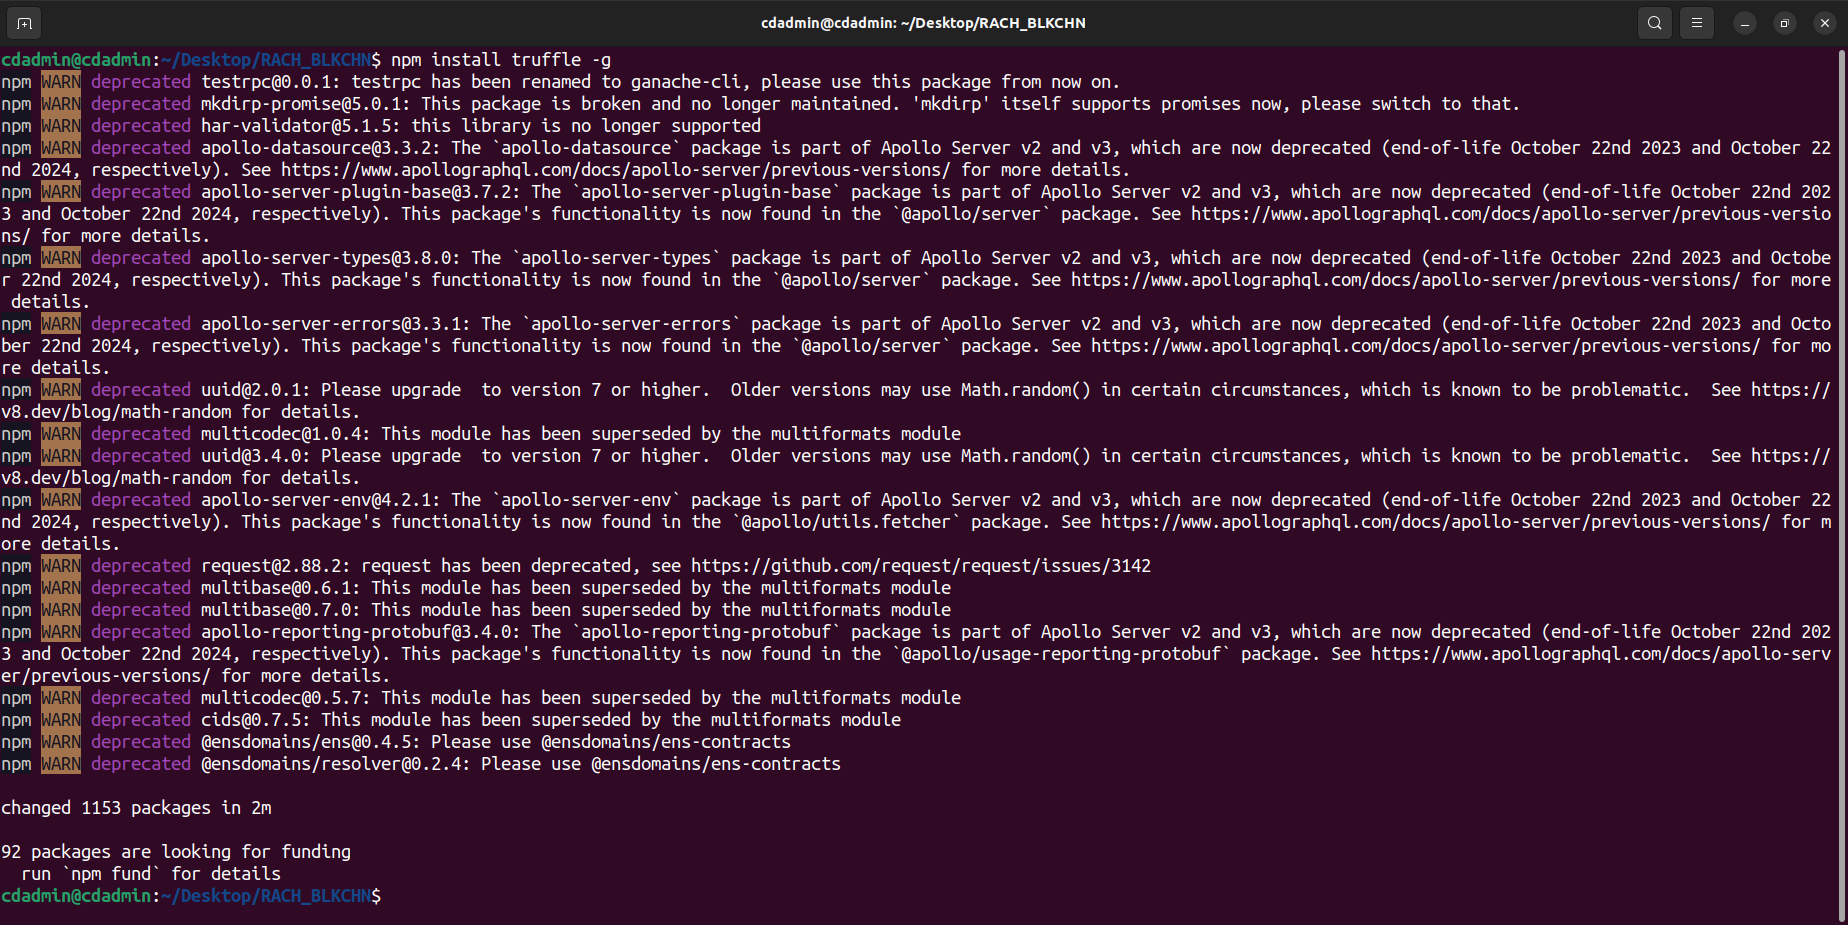 cdadmin@cdadmin: ~/Desktop/RACH_BLKCHN
cdadmin@cdadmin:~/Desktop/RACH_BLKCHN$ npm install truffle -g
npm WARN deprecated testrpc@0.0.1: testrpc has been renamed to ganache-cli, please use this package from now on.
npm WARN deprecated mkdirp-promise@5.0.1: This package is broken and no longer maintained. 'mkdirp' itself supports promises now, please switch to that.
npm WARN deprecated har-validator@5.1.5: this library is no longer supported
npm WARN deprecated apollo-datasource@3.3.2: The `apollo-datasource` package is part of Apollo Server v2 and v3, which are now deprecated (end-of-life October 22nd 2023 and October 22
nd 2024, respectively). See https://www.apollographql.com/docs/apollo-server/previous-versions/ for more details.
npm WARN deprecated apollo-server-plugin-base@3.7.2: The `apollo-server-plugin-base` package is part of Apollo Server v2 and v3, which are now deprecated (end-of-life October 22nd 202
3 and October 22nd 2024, respectively). This package's functionality is now found in the `@apollo/server` package. See https://www.apollographql.com/docs/apollo-server/previous-versio
ns/ for more details.
npm WARN deprecated apollo-server-types@3.8.0: The `apollo-server-types` package is part of Apollo Server v2 and v3, which are now deprecated (end-of-life October 22nd 2023 and Octobe
r 22nd 2024, respectively). This package's functionality is now found in the `@apollo/server` package. See https://www.apollographql.com/docs/apollo-server/previous-versions/ for more
 details.
npm WARN deprecated apollo-server-errors@3.3.1: The `apollo-server-errors` package is part of Apollo Server v2 and v3, which are now deprecated (end-of-life October 22nd 2023 and Octo
ber 22nd 2024, respectively). This package's functionality is now found in the `@apollo/server` package. See https://www.apollographql.com/docs/apollo-server/previous-versions/ for mo
re details.
npm WARN deprecated uuid@2.0.1: Please upgrade  to version 7 or higher.  Older versions may use Math.random() in certain circumstances, which is known to be problematic.  See https://
v8.dev/blog/math-random for details.
npm WARN deprecated multicodec@1.0.4: This module has been superseded by the multiformats module
npm WARN deprecated uuid@3.4.0: Please upgrade  to version 7 or higher.  Older versions may use Math.random() in certain circumstances, which is known to be problematic.  See https://
v8.dev/blog/math-random for details.
npm WARN deprecated apollo-server-env@4.2.1: The `apollo-server-env` package is part of Apollo Server v2 and v3, which are now deprecated (end-of-life October 22nd 2023 and October 22
nd 2024, respectively). This package's functionality is now found in the `@apollo/utils.fetcher` package. See https://www.apollographql.com/docs/apollo-server/previous-versions/ for m
ore details.
npm WARN deprecated request@2.88.2: request has been deprecated, see https://github.com/request/request/issues/3142
npm WARN deprecated multibase@0.6.1: This module has been superseded by the multiformats module
npm WARN deprecated multibase@0.7.0: This module has been superseded by the multiformats module
npm WARN deprecated apollo-reporting-protobuf@3.4.0: The `apollo-reporting-protobuf` package is part of Apollo Server v2 and v3, which are now deprecated (end-of-life October 22nd 202
3 and October 22nd 2024, respectively). This package's functionality is now found in the `@apollo/usage-reporting-protobuf` package. See https://www.apollographql.com/docs/apollo-serv
er/previous-versions/ for more details.
npm WARN deprecated multicodec@0.5.7: This module has been superseded by the multiformats module
npm WARN deprecated cids@0.7.5: This module has been superseded by the multiformats module
npm WARN deprecated @ensdomains/ens@0.4.5: Please use @ensdomains/ens-contracts
npm WARN deprecated @ensdomains/resolver@0.2.4: Please use @ensdomains/ens-contracts
changed 1153 packages in 2m
92 packages are looking for funding
  run `npm fund` for details
cdadmin@cdadmin:~/Desktop/RACH_BLKCHN$